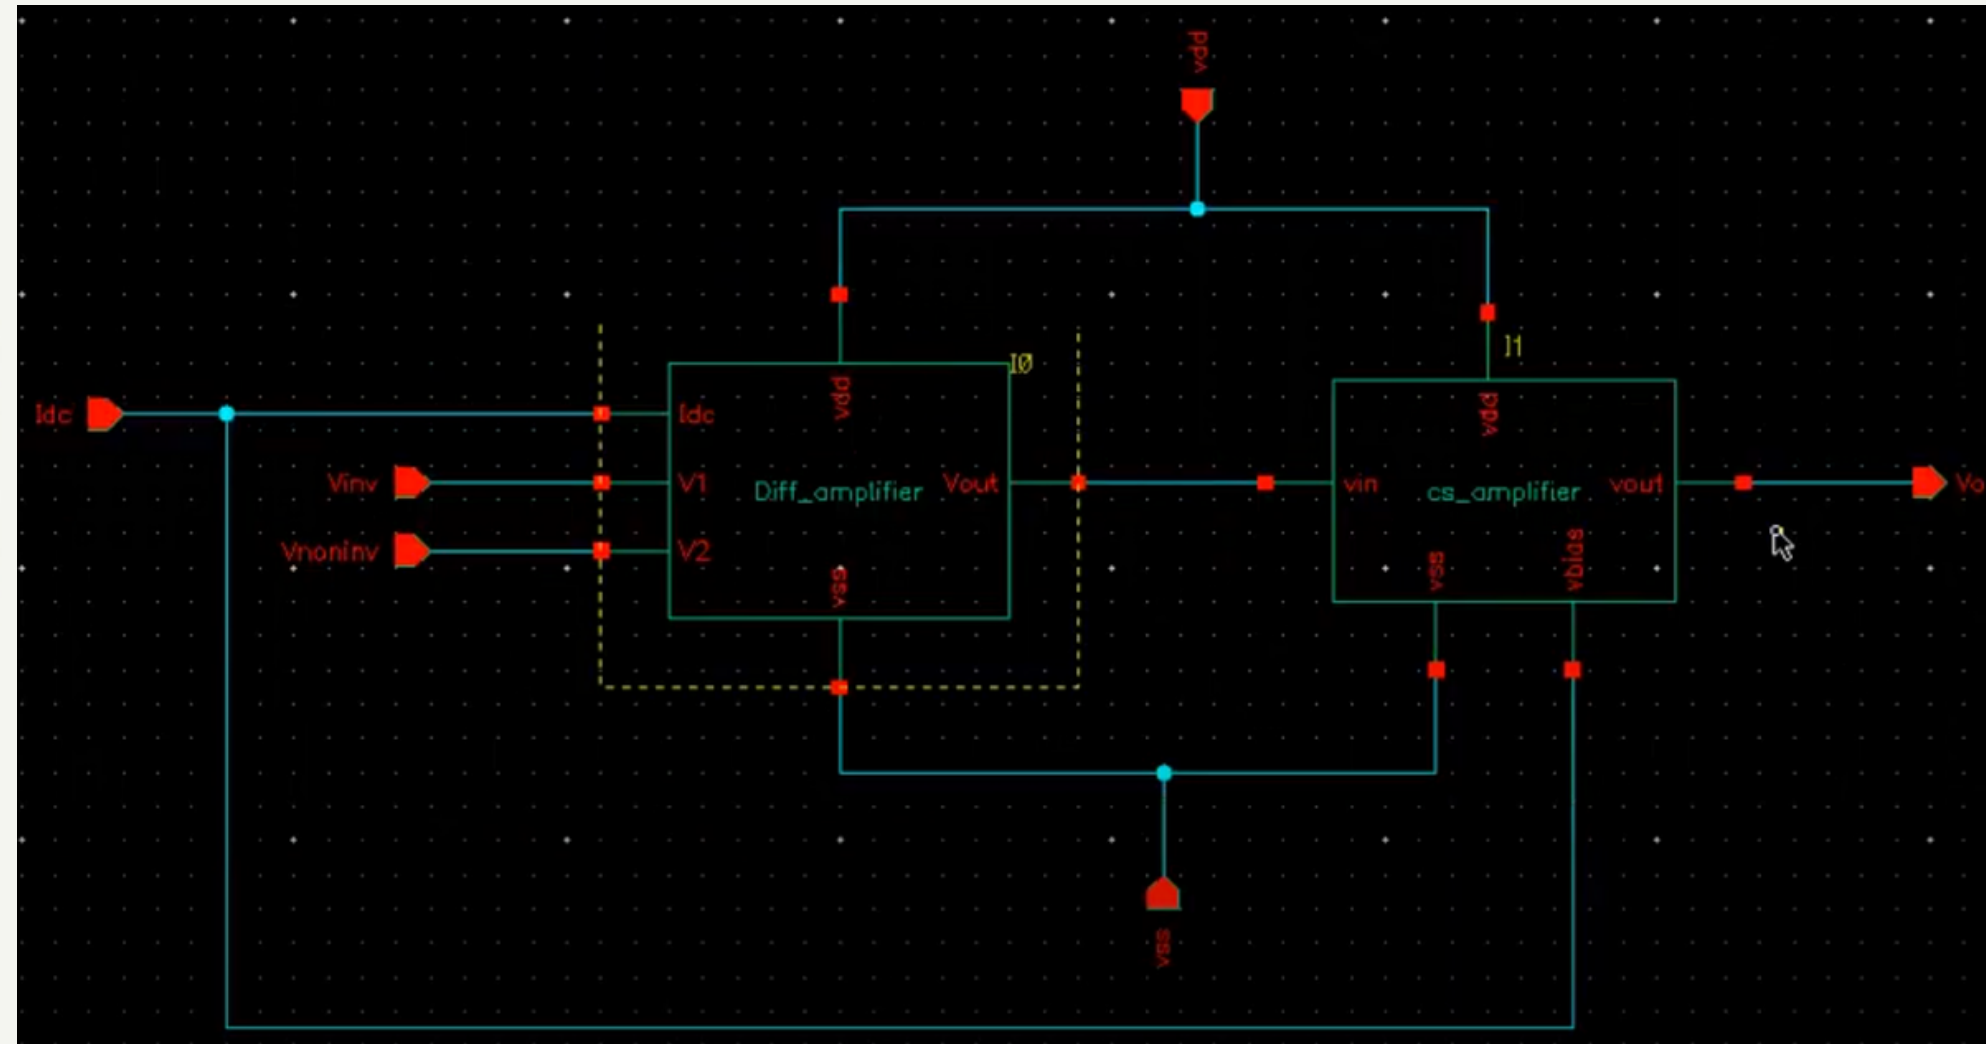 vdd
I0
I1
Idc
Idc
vdd
vdd
Vinv
V1
Diff_amplifier
Vout
vin
cs_amplifier
vout
Vo
Vnoninv
V2
vss
vss
vbias
vss